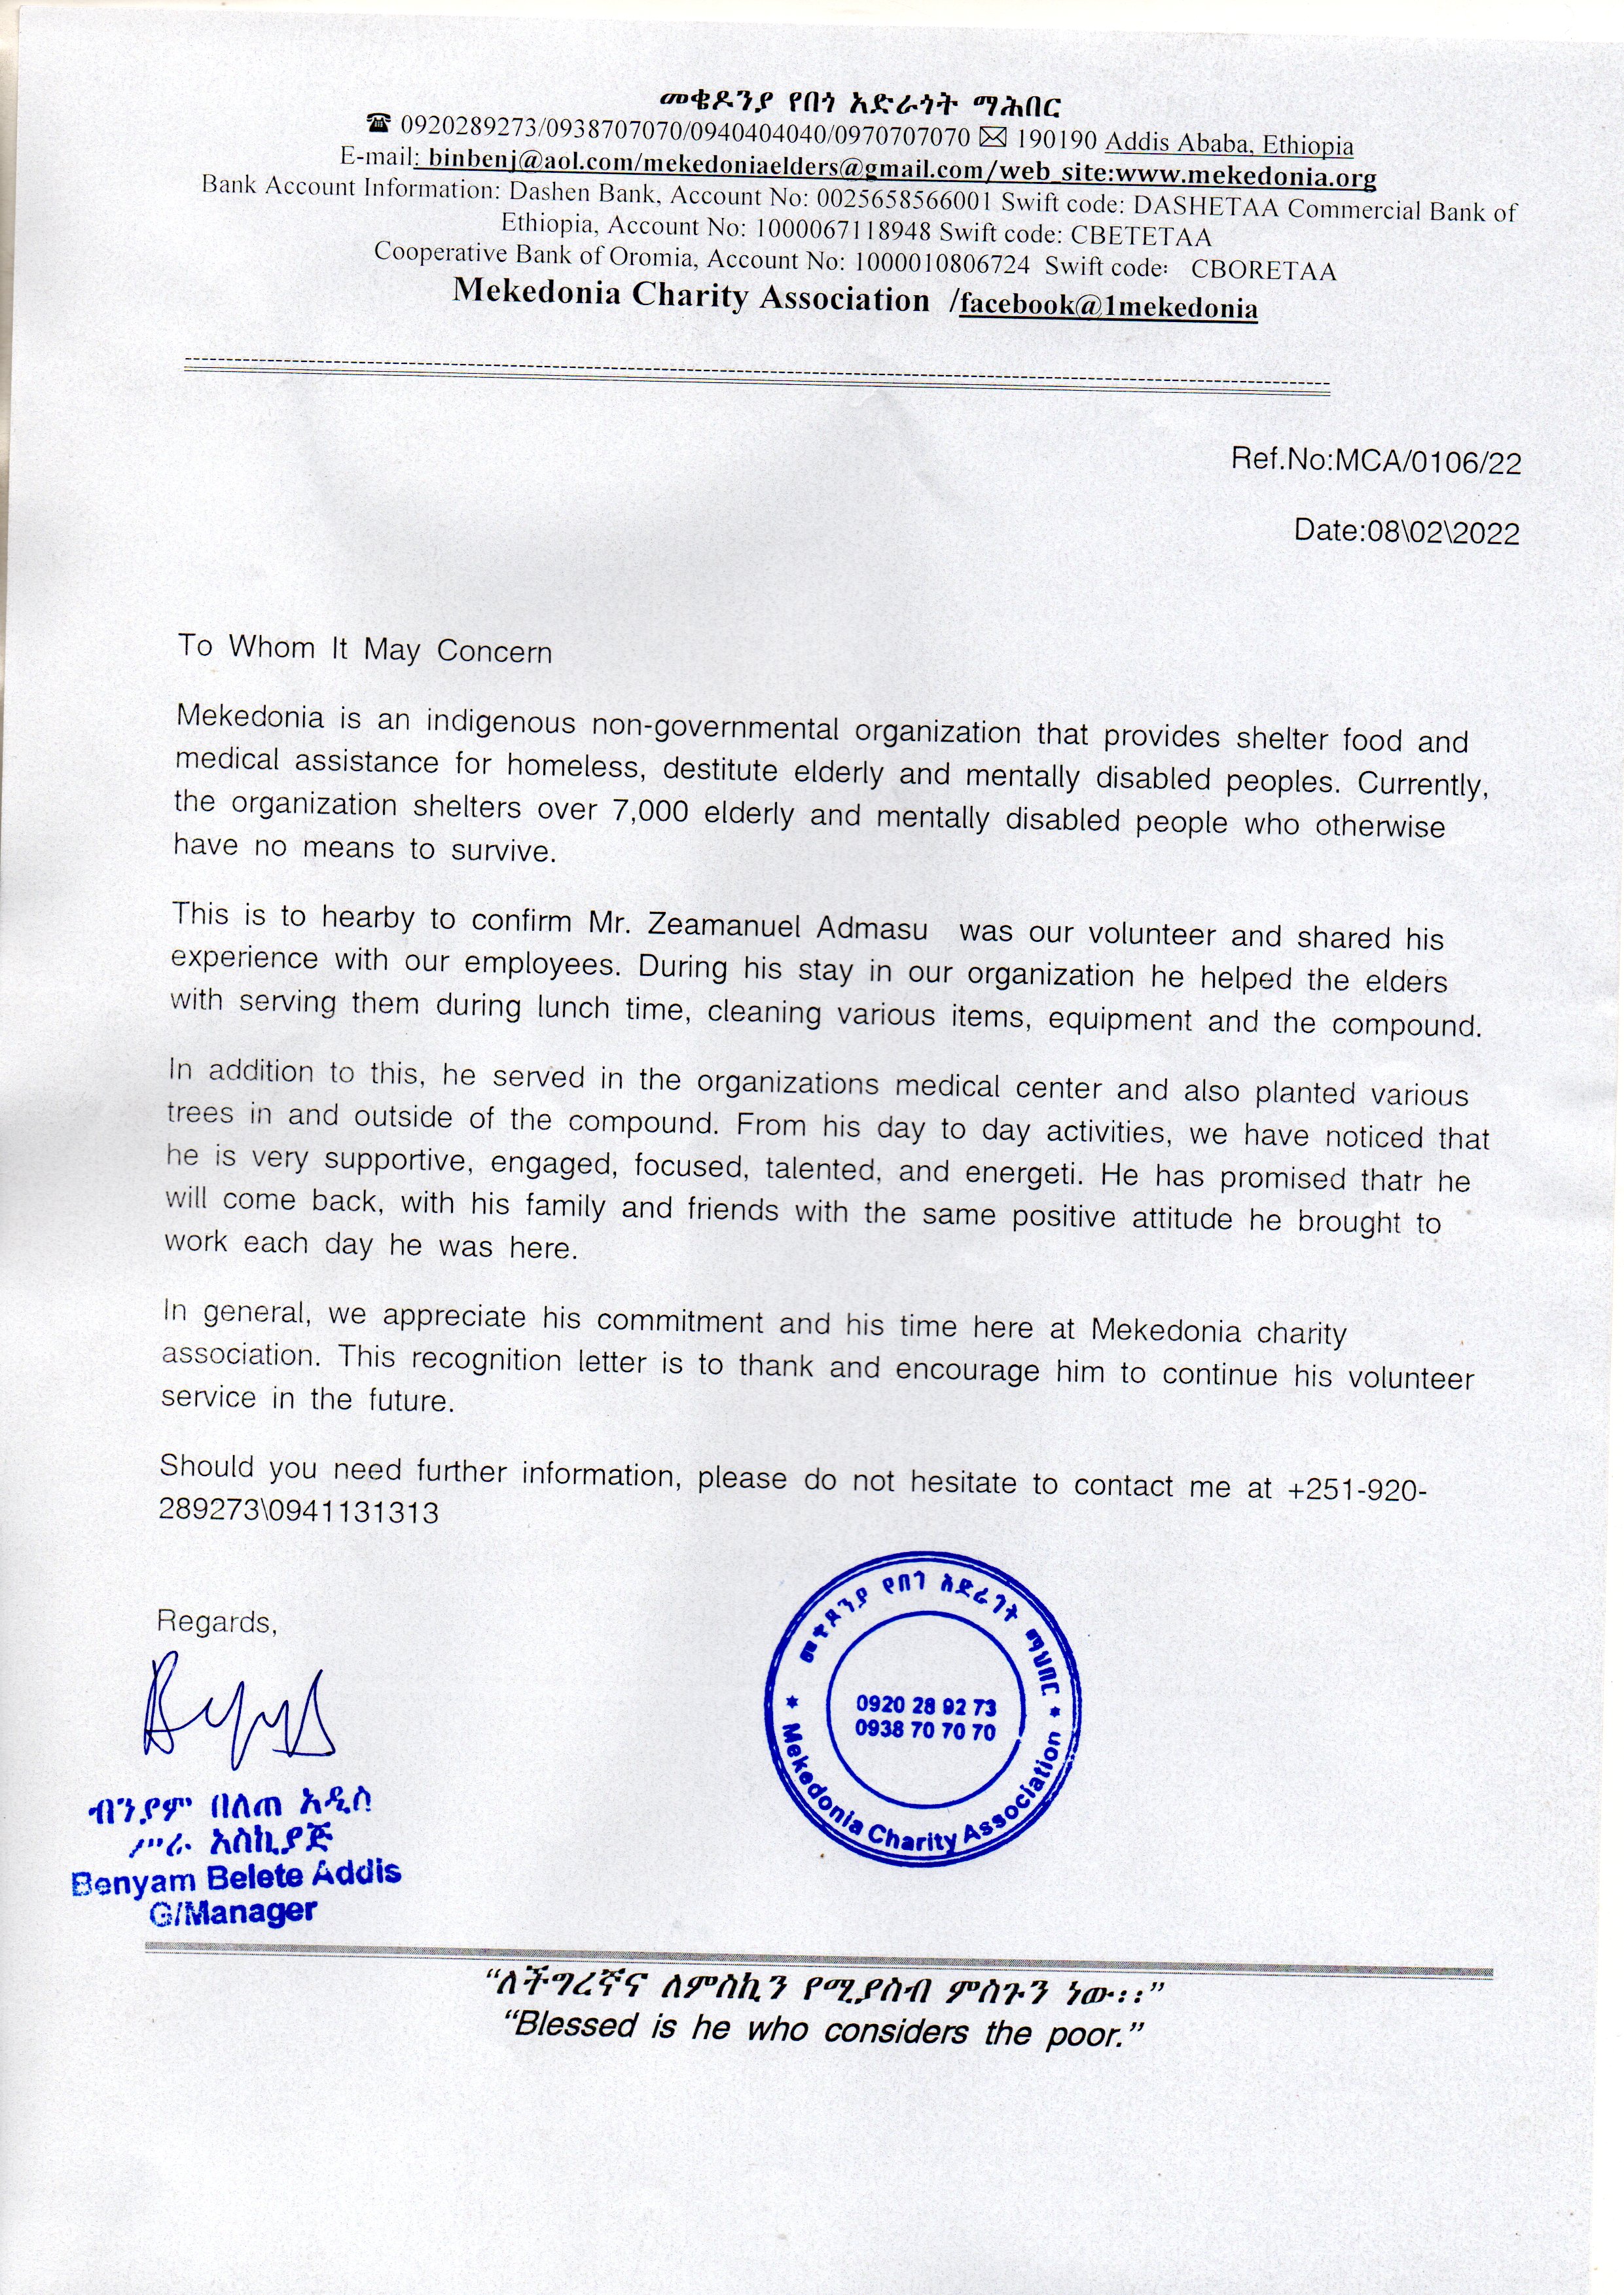 መቄዶንያ የበጎ አድራጎት ማሕበር
☎ 0920289273/0938707070/0940404040/0970707070 ✉ 190190 Addis Ababa, Ethiopia
E-mail: binbenj@aol.com/mekedoniaelders@gmail.com/web site:www.mekedonia.org
Bank Account Information: Dashen Bank, Account No: 0025658566001 Swift code: DASHETAA Commercial Bank of
Ethiopia, Account No: 1000067118948 Swift code: CBETETAA
Cooperative Bank of Oromia, Account No: 1000010806724 Swift code: CBORETAA
Mekedonia Charity Association /facebook@1mekedonia
Ref.No:MCA/0106/22
Date:08\02\2022
To Whom It May Concern
Mekedonia is an indigenous non-governmental organization that provides shelter food and
medical assistance for homeless, destitute elderly and mentally disabled peoples. Currently,
the organization shelters over 7,000 elderly and mentally disabled people who otherwise
have no means to survive.
This is to hearby to confirm Mr. Zeamanuel Admasu was our volunteer and shared his
experience with our employees. During his stay in our organization he helped the elders
with serving them during lunch time, cleaning various items, equipment and the compound.
In addition to this, he served in the organizations medical center and also planted various
trees in and outside of the compound. From his day to day activities, we have noticed that
he is very supportive, engaged, focused, talented, and energeti. He has promised thatr he
will come back, with his family and friends with the same positive attitude he brought to
work each day he was here.
In general, we appreciate his commitment and his time here at Mekedonia charity
association. This recognition letter is to thank and encourage him to continue his volunteer
service in the future.
Should you need further information, please do not hesitate to contact me at +251-920-
289273\0941131313
Regards,
መቄዶንያ የበጎ አድራጎት ማህበር
0920 28 92 73
0938 70 70 70
Mekedonia Charity Association
ብንያም በለጠ አዲስ
ሥራ አስኪያጅ
Benyam Belete Addis
G/Manager
“ለችግረኛና ለምስኪን የሚያስብ ምስጉን ነው፡፡”
“Blessed is he who considers the poor.”